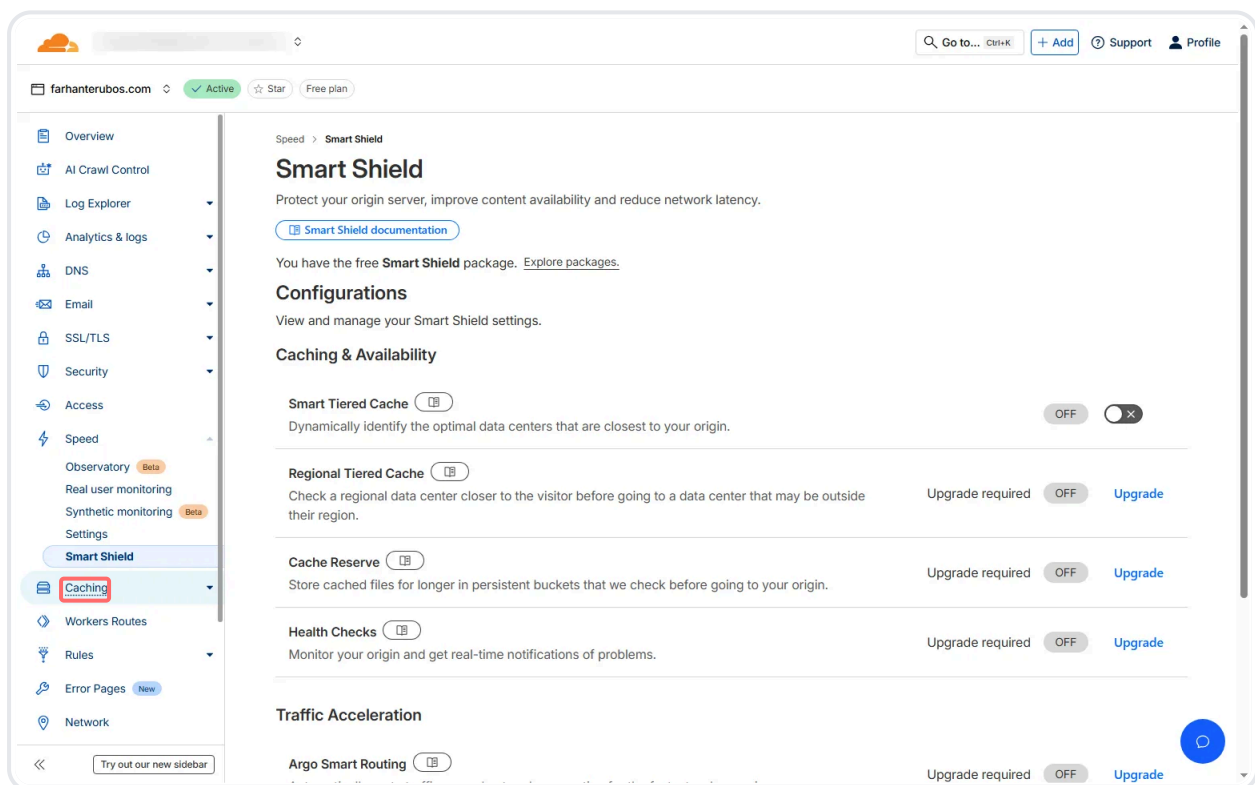 Go to... Ctrl+K
+ Add
Support
Profile
farhanterubos.com
Active
Star
Free plan
Overview
AI Crawl Control
Log Explorer
Analytics & logs
DNS
Email
SSL/TLS
Security
Access
Speed
Observatory Beta
Real user monitoring
Synthetic monitoring Beta
Settings
Smart Shield
Caching
Workers Routes
Rules
Error Pages New
Network
Try out our new sidebar
Speed > Smart Shield
Smart Shield
Protect your origin server, improve content availability and reduce network latency.
Smart Shield documentation
You have the free Smart Shield package. Explore packages.
Configurations
View and manage your Smart Shield settings.
Caching & Availability
Smart Tiered Cache
Dynamically identify the optimal data centers that are closest to your origin.
OFF
Regional Tiered Cache
Check a regional data center closer to the visitor before going to a data center that may be outside
their region.
Upgrade required OFF Upgrade
Cache Reserve
Store cached files for longer in persistent buckets that we check before going to your origin.
Upgrade required OFF Upgrade
Health Checks
Monitor your origin and get real-time notifications of problems.
Upgrade required OFF Upgrade
Traffic Acceleration
Argo Smart Routing
Upgrade required OFF Upgrade